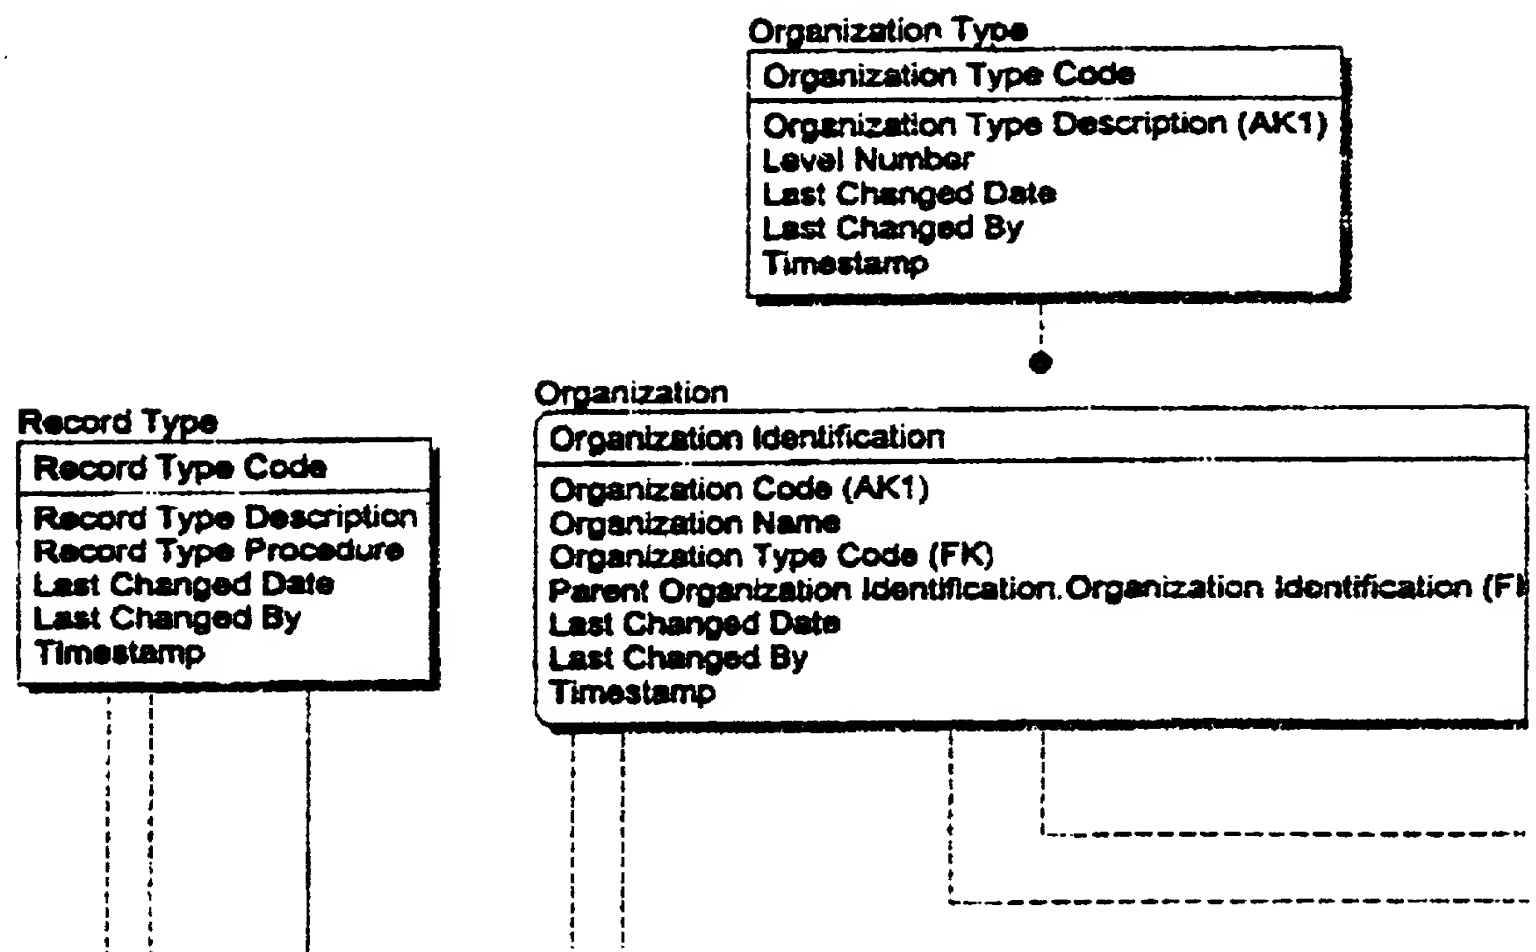 Organization Type
Organization Type Code
Organization Type Description (AK1)
Level Number
Last Changed Date
Last Changed By
Timestamp
Record Type
Record Type Code
Record Type Description
Record Type Procedure
Last Changed Date
Last Changed By
Timestamp
Organization
Organization Identification
Organization Code (AK1)
Organization Name
Organization Type Code (FK)
Parent Organization Identification.Organization Identification (F
Last Changed Date
Last Changed By
Timestamp